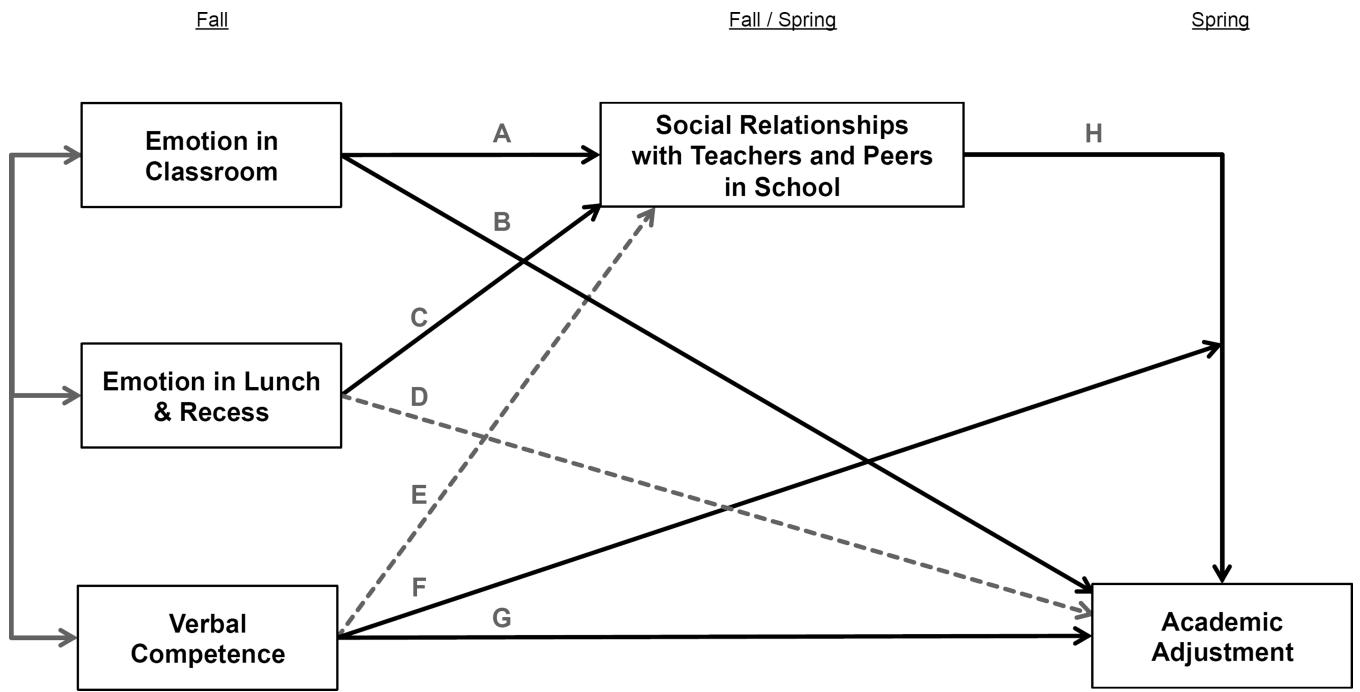 Fall
Fall / Spring
Spring
Emotion in
Classroom
A
Social Relationships
with Teachers and Peers
in School
H
B
C
Emotion in Lunch
& Recess
D
E
F
Verbal
Competence
G
Academic
Adjustment